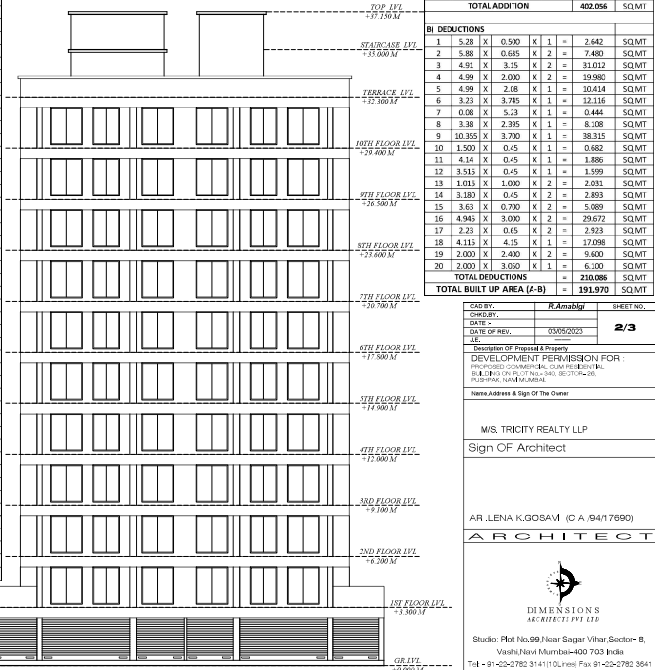 TOP LVL
+37.150 M
STAIRCASE LVL
+35.000 M
TERRACE LVL
+32.300 M
10TH FLOOR LVL
+29.400 M
9TH FLOOR LVL
+26.500 M
8TH FLOOR LVL
+23.600 M
7TH FLOOR LVL
+20.700 M
6TH FLOOR LVL
+17.800 M
5TH FLOOR LVL
+14.900 M
4TH FLOOR LVL
+12.000 M
3RD FLOOR LVL
+9.100 M
2ND FLOOR LVL
+6.200 M
1ST FLOOR LVL
+3.300 M
GR.LVL
TOTAL ADDITION 402.056 SQ.MT
B) DEDUCTIONS
1 5.28 X 0.500 X 1 = 2.642 SQ.MT
2 5.88 X 0.635 X 2 = 7.480 SQ.MT
3 4.91 X 3.15 X 2 = 31.012 SQ.MT
4 4.99 X 2.000 X 2 = 19.980 SQ.MT
5 4.99 X 2.08 X 1 = 10.414 SQ.MT
6 3.23 X 3.745 X 1 = 12.116 SQ.MT
7 0.08 X 5.23 X 1 = 0.444 SQ.MT
8 3.38 X 2.395 X 1 = 8.108 SQ.MT
9 10.355 X 3.700 X 1 = 38.315 SQ.MT
10 1.500 X 0.45 X 1 = 0.682 SQ.MT
11 4.14 X 0.45 X 1 = 1.886 SQ.MT
12 3.515 X 0.45 X 1 = 1.599 SQ.MT
13 1.015 X 1.000 X 2 = 2.031 SQ.MT
14 3.180 X 0.45 X 2 = 2.893 SQ.MT
15 3.63 X 0.700 X 2 = 5.089 SQ.MT
16 4.945 X 3.000 X 2 = 29.672 SQ.MT
17 2.23 X 0.65 X 2 = 2.923 SQ.MT
18 4.115 X 4.15 X 1 = 17.098 SQ.MT
19 2.000 X 2.400 X 2 = 9.600 SQ.MT
20 2.000 X 3.050 X 1 = 6.100 SQ.MT
TOTAL DEDUCTIONS = 210.086 SQ.MT
TOTAL BUILT UP AREA (A-B) = 191.970 SQ.MT
CAD BY. R.Amablgi SHEET NO.
CHKD.BY.
DATE :-
DATE OF REV. 03/05/2023 2/3
J.E.
Description OF Proposal & Property
DEVELOPMENT PERMISSION FOR :
PROPOSED COMMERCIAL CUM RESIDENTIAL
BUILDING ON PLOT No.- 340, SECTOR- 26,
PUSHPAK, NAVI MUMBAI.
Name,Address & Sign Of The Owner
M/S. TRICITY REALTY LLP
Sign OF Architect
AR .LENA K.GOSAVI (C A /94/17690)
ARCHITECT
DIMENSIONS
ARCHITECTS PVT LTD
Studio: Plot No.99,Near Sagar Vihar,Sector- 8,
Vashi,Navi Mumbai-400 703 India
Tel - 91-22-2782 3141(10Lines) Fax 91-22-2782 3641